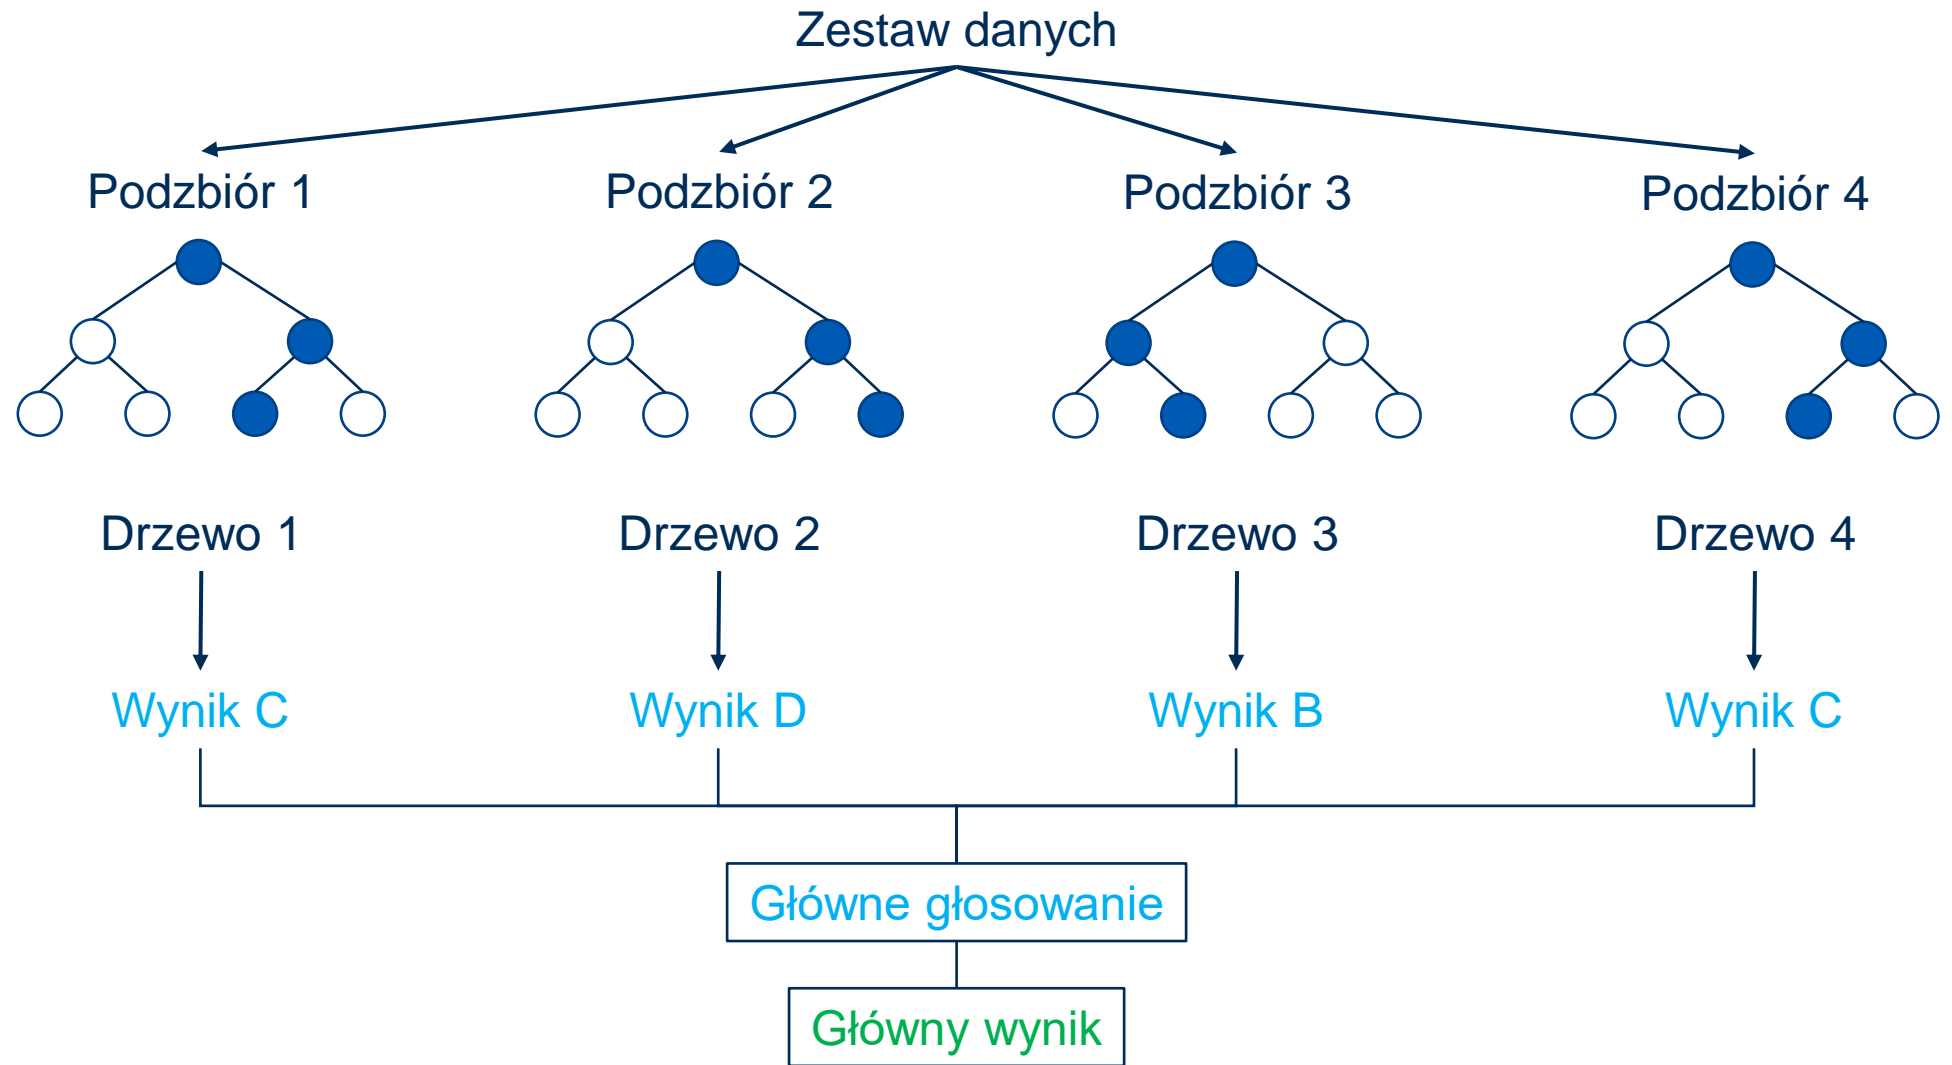 Zestaw danych
Podzbiór 1
Podzbiór 2
Podzbiór 3
Podzbiór 4
Drzewo 1
Drzewo 2
Drzewo 3
Drzewo 4
Wynik C
Wynik D
Wynik B
Wynik C
Główne głosowanie
Główny wynik